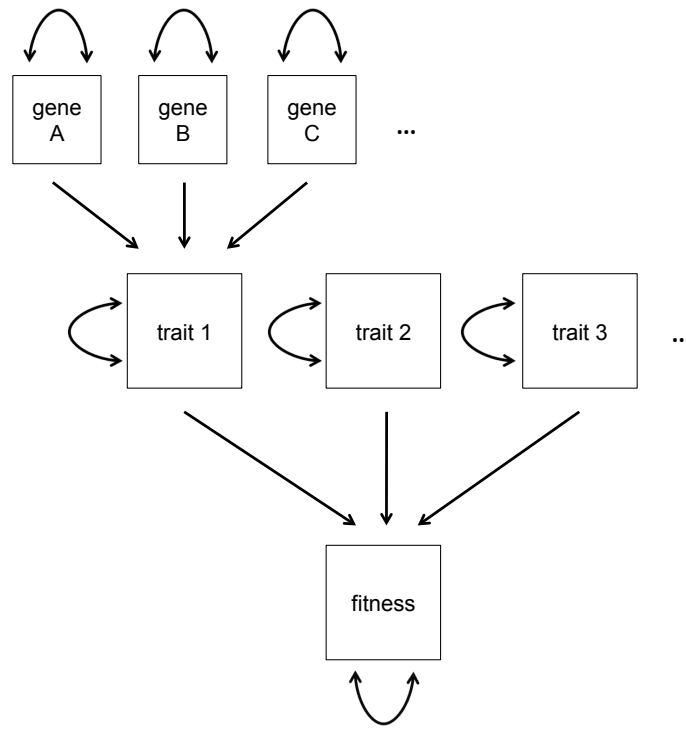 gene
A
gene
B
gene
C
...
trait 1
trait 2
trait 3
..
fitness